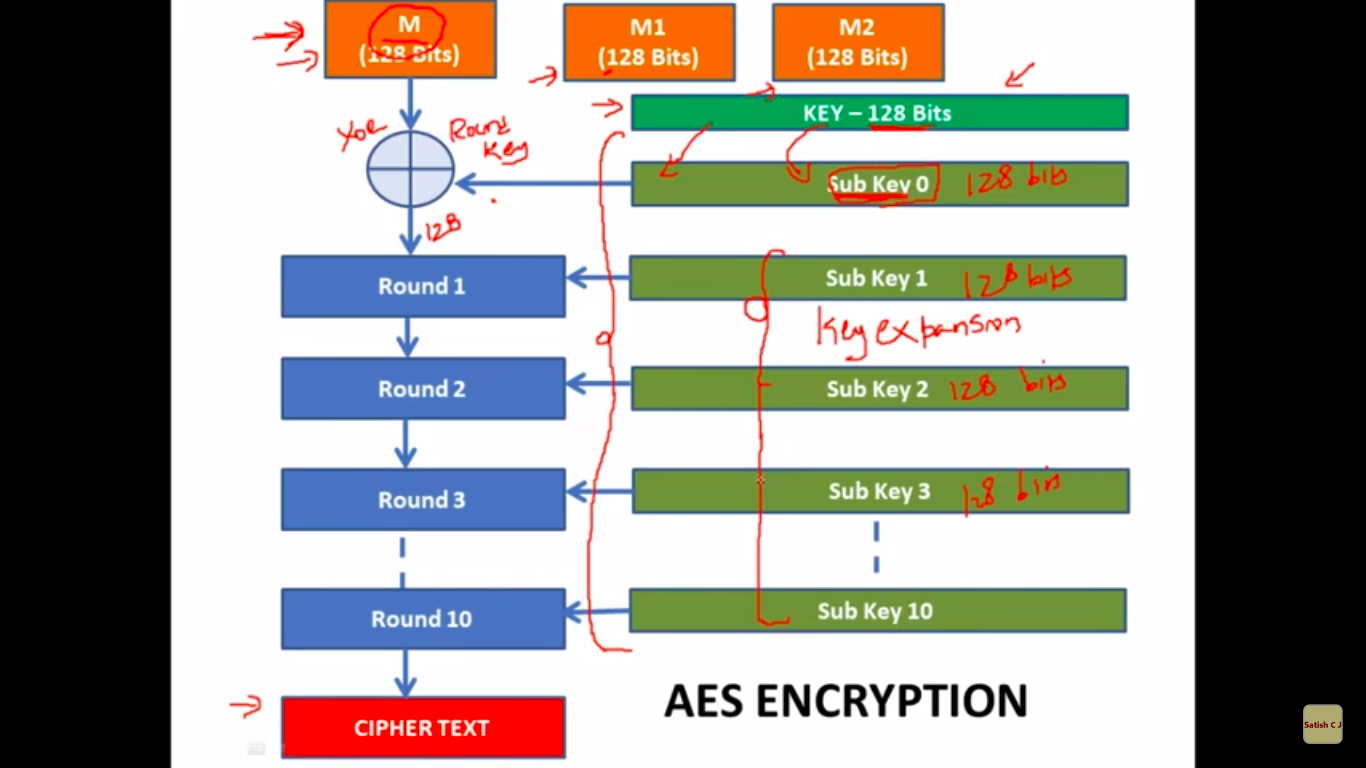 M
(128 Bits)
M1
(128 Bits)
M2
(128 Bits)
KEY – 128 Bits
Xor
Round
Key
Sub Key 0
128 bits
128
Round 1
Sub Key 1
128 bits
Key expansion
Round 2
Sub Key 2
128 bits
Round 3
Sub Key 3
128 bits
Round 10
Sub Key 10
CIPHER TEXT
AES ENCRYPTION
Satish C J